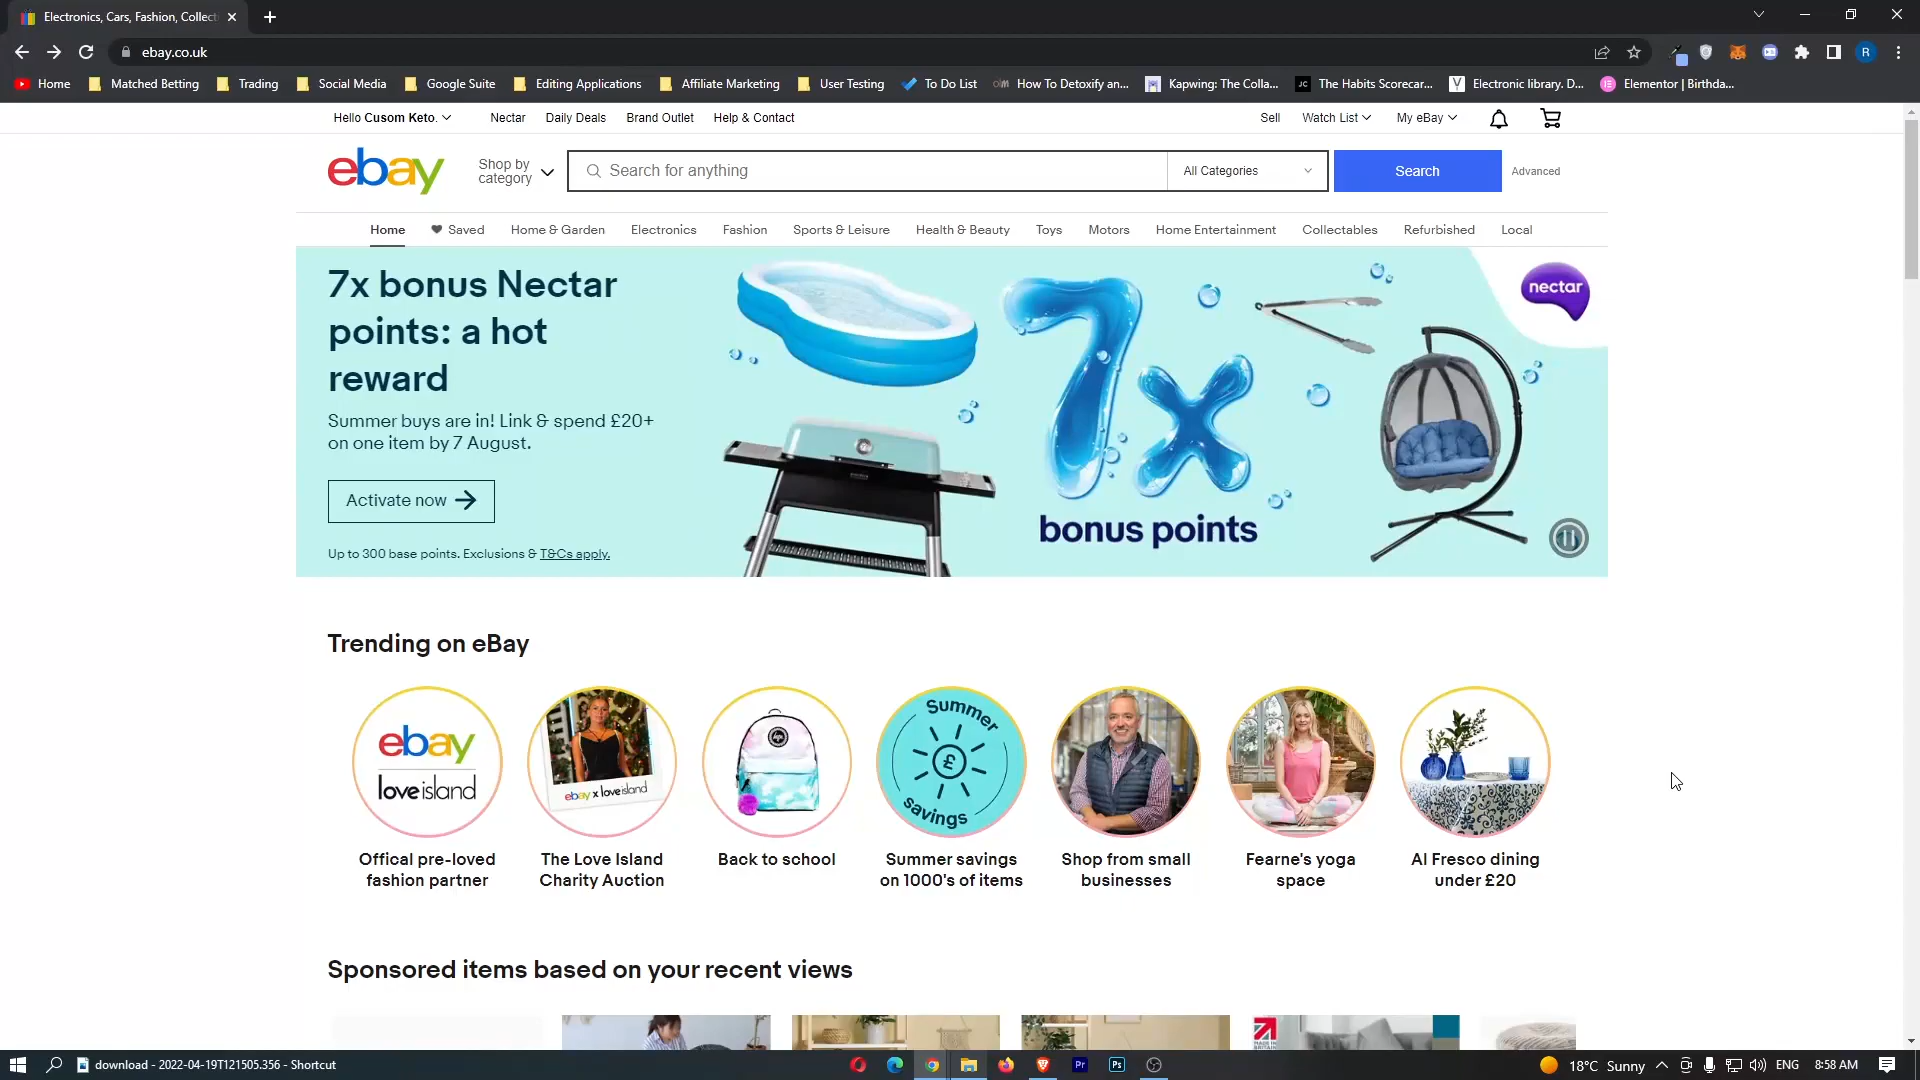 Electronics, Cars, Fashion, Collect
ebay.co.uk
R
Home
Matched Betting
Trading
Social Media
Google Suite
Editing Applications
Affiliate Marketing
User Testing
To Do List
How To Detoxify an...
Kapwing: The Colla...
JC
The Habits Scorecar...
Electronic library. D...
Elementor | Birthda...
Hello Cusom Keto.
Nectar
Daily Deals
Brand Outlet
Help & Contact
Sell
Watch List
My eBay
ebay
Shop by
category
Search for anything
All Categories
Search
Advanced
Home
Saved
Home & Garden
Electronics
Fashion
Sports & Leisure
Health & Beauty
Toys
Motors
Home Entertainment
Collectables
Refurbished
Local
7x bonus Nectar
points: a hot
reward
Summer buys are in! Link & spend £20+
on one item by 7 August.
Activate now
Up to 300 base points. Exclusions & T&Cs apply.
7x
bonus points
nectar
Trending on eBay
ebay
loveisland
ebay x loveisland
Summer
£
savings
Offical pre-loved
fashion partner
The Love Island
Charity Auction
Back to school
Summer savings
on 1000's of items
Shop from small
businesses
Fearne's yoga
space
Al Fresco dining
under £20
Sponsored items based on your recent views
MADE IN
BRITAIN
download - 2022-04-19T121505.356 - Shortcut
Pr
Ps
18°C Sunny
ENG
8:58 AM